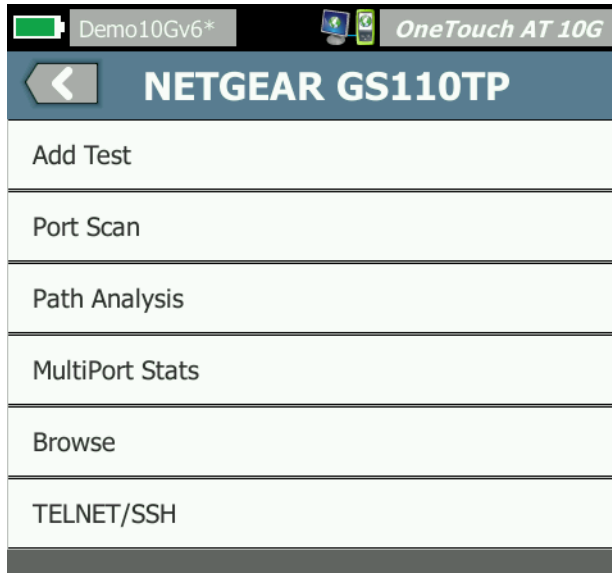 Demo10Gv6*
OneTouch AT 10G
NETGEAR GS110TP
Add Test
Port Scan
Path Analysis
MultiPort Stats
Browse
TELNET/SSH